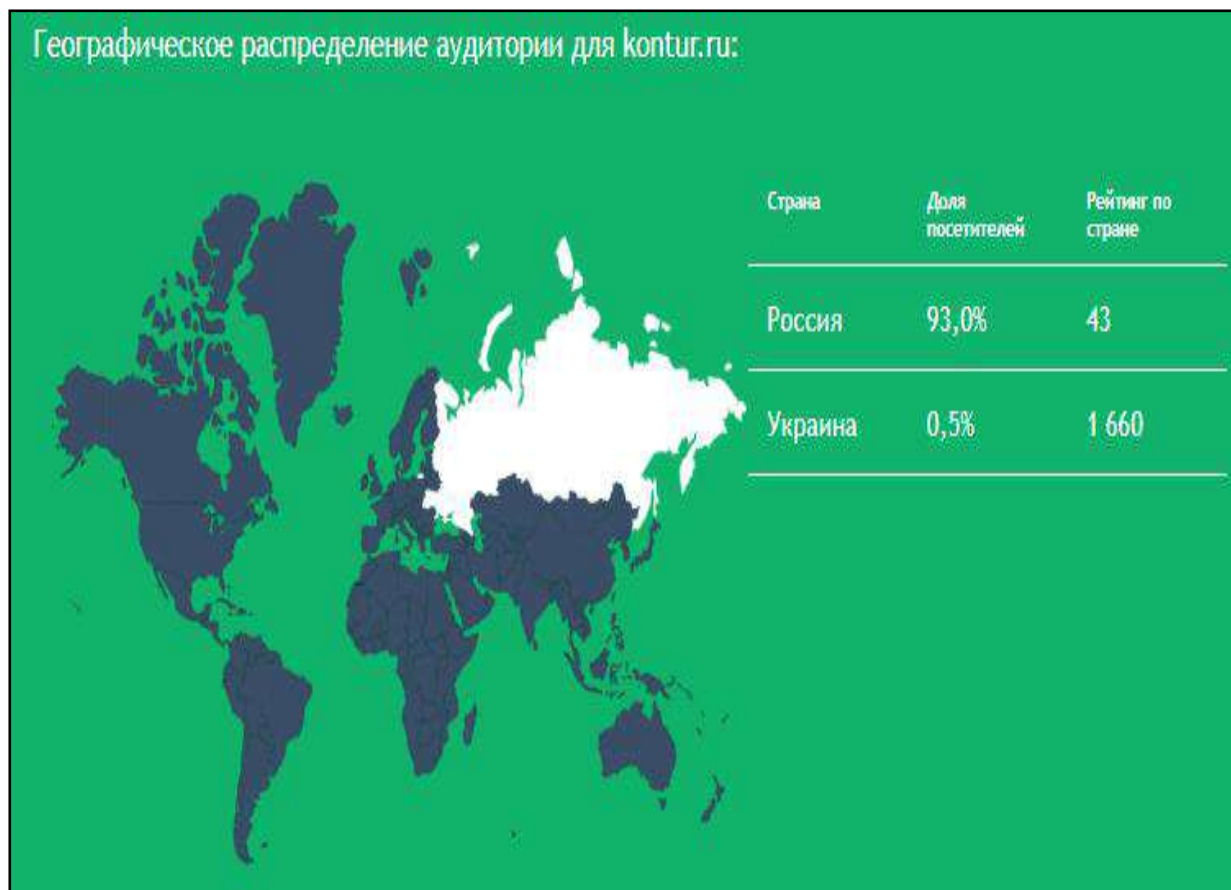 Географическое распределение аудитории для kontur.ru:
Страна Доля посетителей Рейтинг по стране
Россия 93,0% 43
Украина 0,5% 1 660